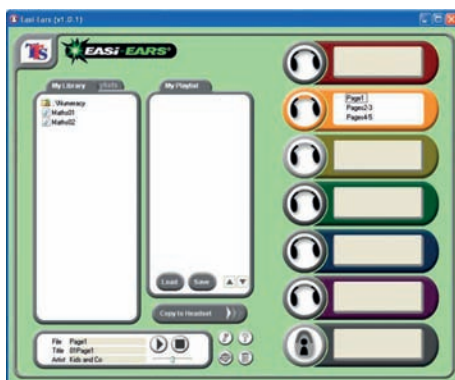 Easi Ears (v1.0.1)
TTS
EASi-EARS
My Library
My Playlist
..\Numeracy
Maths01
Maths02
Page1
Pages2-3
Pages4-5
Load
Save
Copy to Headset
File Page1
Title 01Page1
Artist Kids and Co